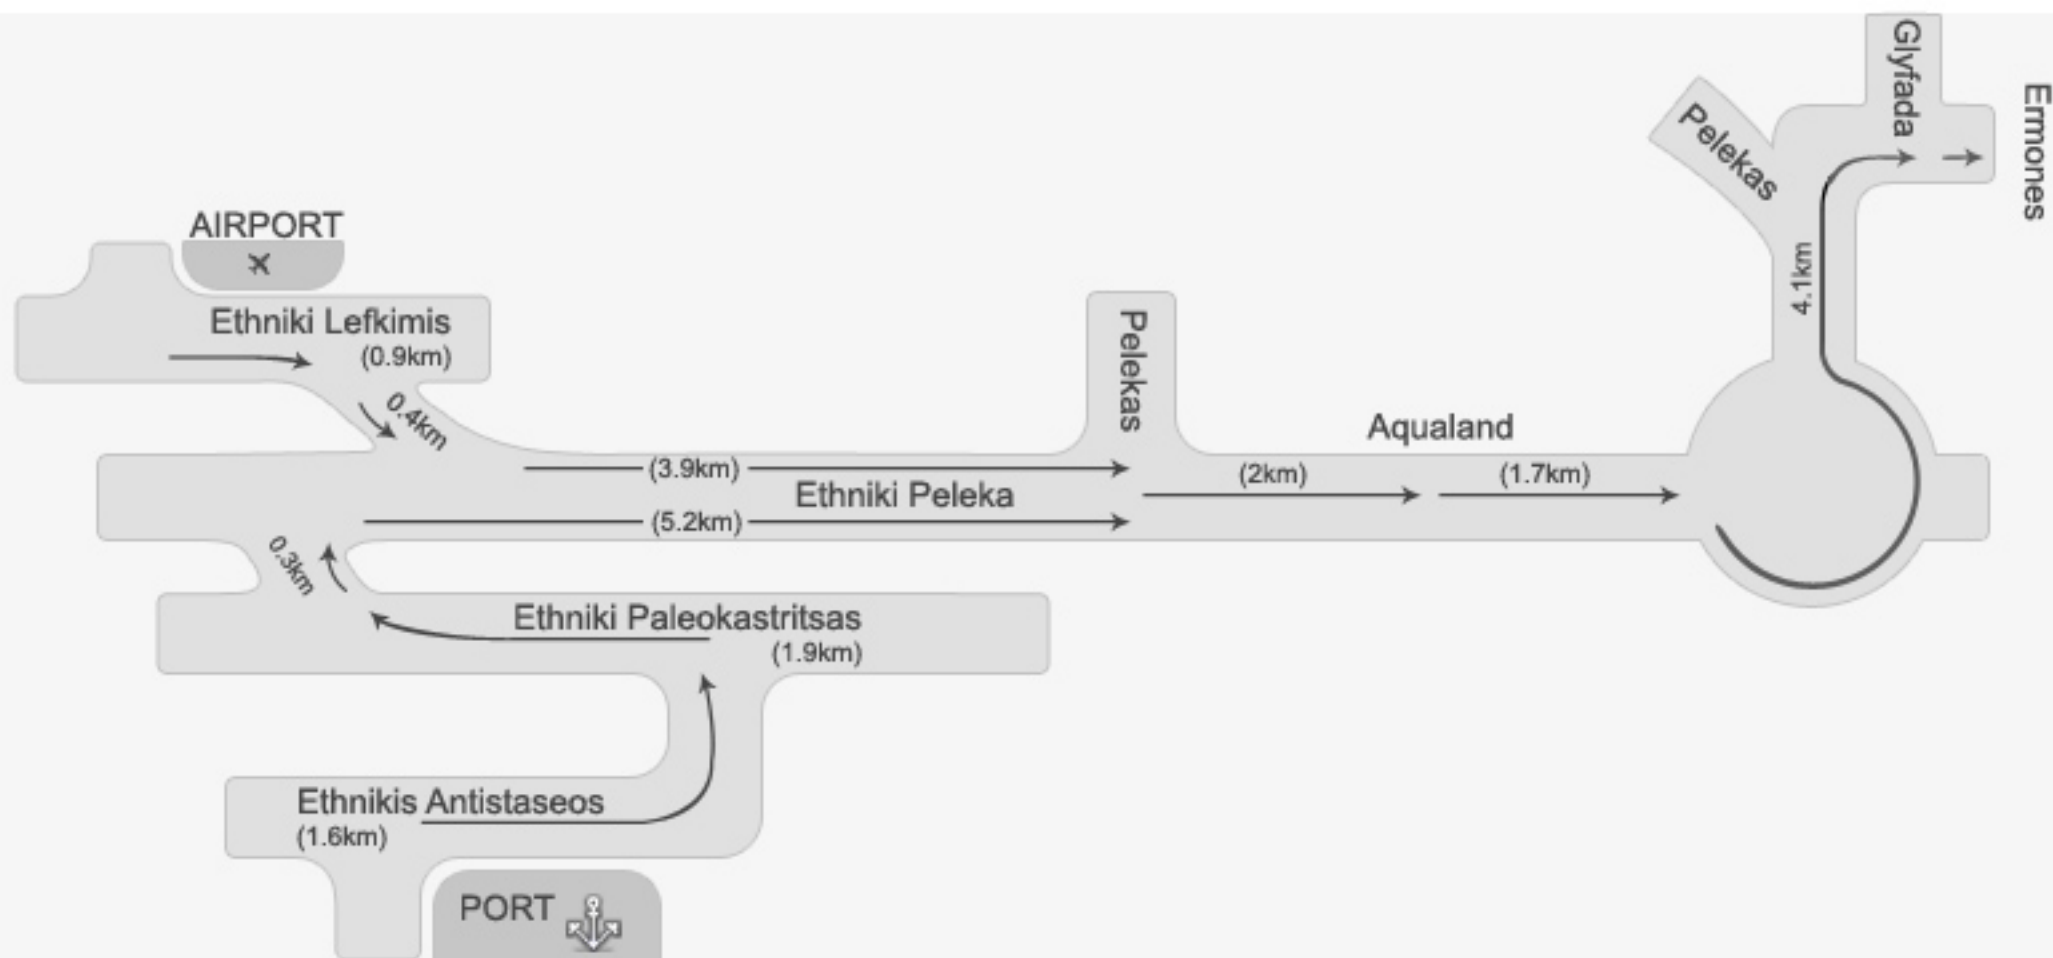 Glyfada
Ermones
Pelekas
4.1km
AIRPORT
Ethniki Lefkimis
(0.9km)
0.4km
Pelekas
Aqualand
(3.9km)
(2km)
(1.7km)
Ethniki Peleka
(5.2km)
0.3km
Ethniki Paleokastritsas
(1.9km)
Ethnikis Antistaseos
(1.6km)
PORT